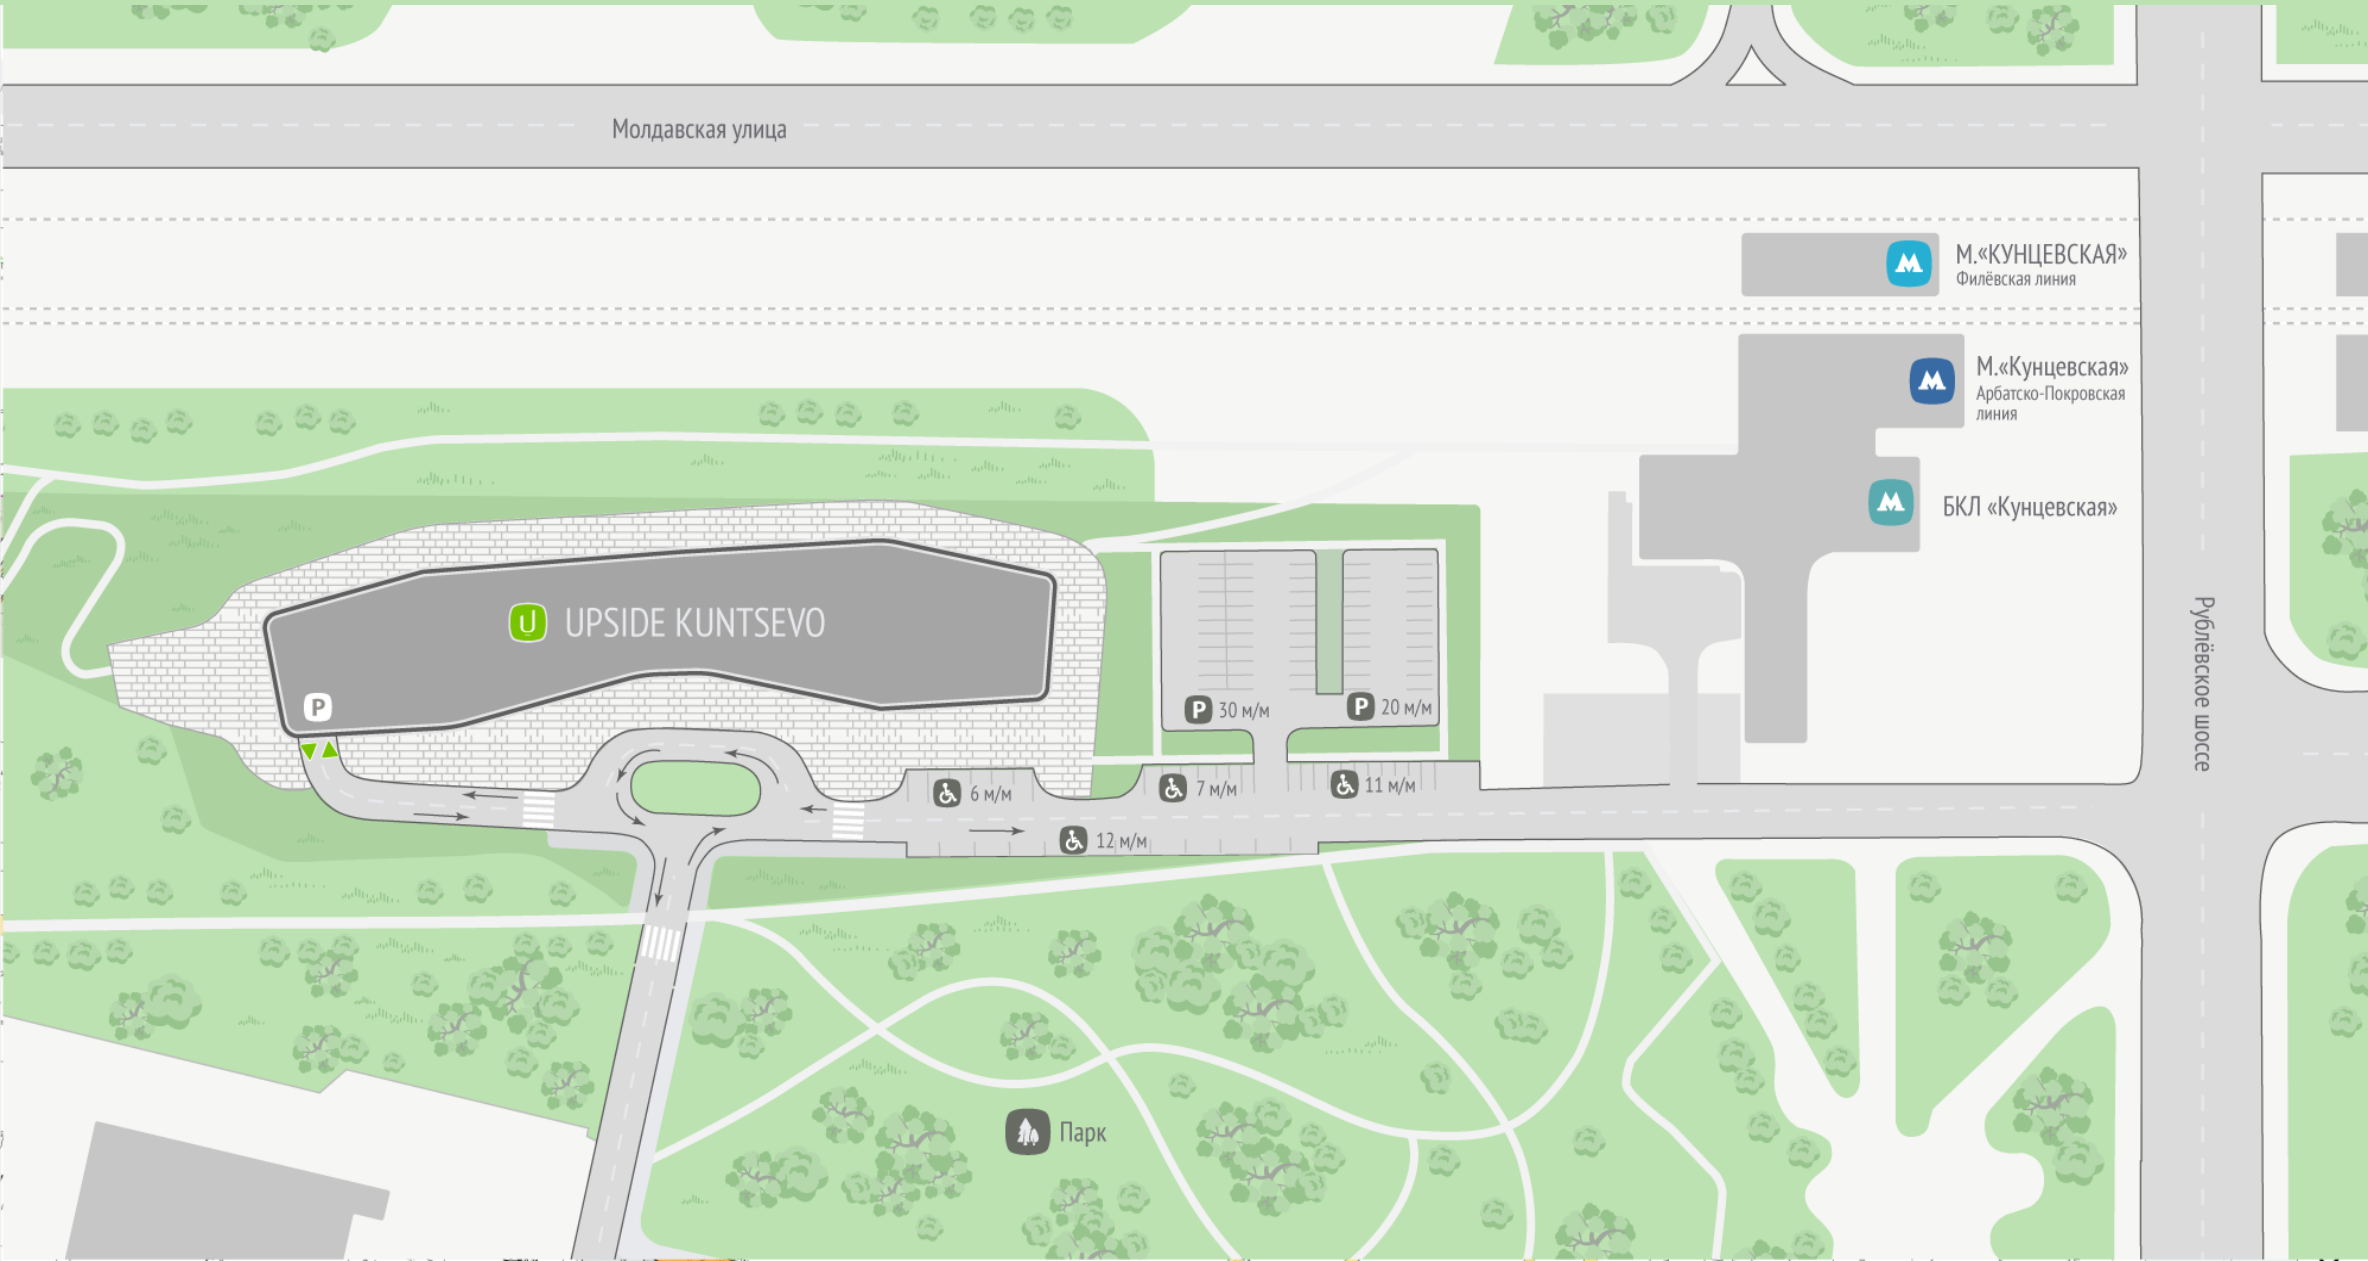 Молдавская улица
М.«КУНЦЕВСКАЯ»
Филёвская линия
М.«Кунцевская»
Арбатско-Покровская
линия
БКЛ «Кунцевская»
U UPSIDE KUNTSEVO
P
P 30 м/м
P 20 м/м
6 м/м
7 м/м
11 м/м
12 м/м
Рублёвское шоссе
Парк